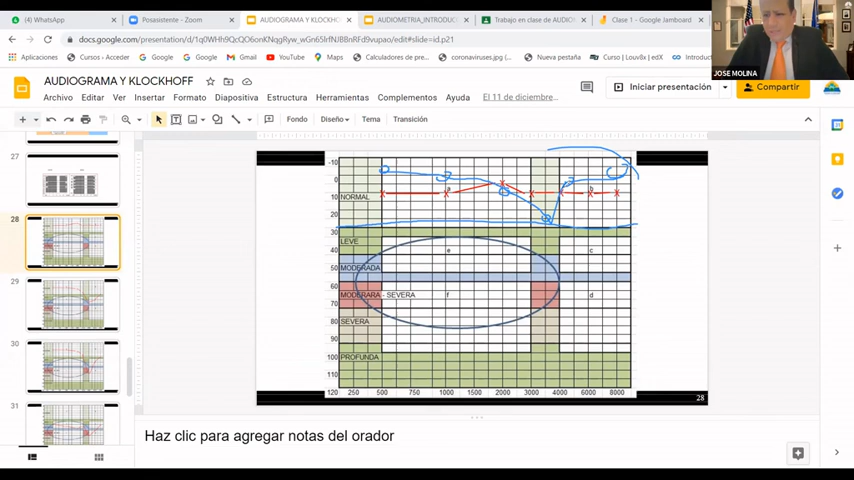 (4) WhatsApp
Posasistente - Zoom
AUDIOGRAMA Y KLOCKHOFF
AUDIOMETRIA_INTRODUC
Trabajo en clase de AUDIO
Clase 1 - Google Jamboard
docs.google.com/presentation/d/1q0WHh9QcQO6onKNqgRyw_wGn65IrfNJBBnRFd9vupao/edit#slide=id.p21
Aplicaciones
Cursos - Acceder
English
Google
Gmail
YouTube
Maps
Calculadores de pre...
coronaviruses.jpg (...
Nueva pestaña
Curso | Louv8x | edX
Introducti
JOSE MOLINA
AUDIOGRAMA Y KLOCKHOFF
Archivo
Editar
Ver
Insertar
Formato
Diapositiva
Estructura
Herramientas
Complementos
Ayuda
El 11 de diciembre...
Iniciar presentación
Compartir
Fondo
Diseño
Tema
Transición
27
28
29
30
31
-10
0
10
NORMAL
20
30
LEVE
40
50
MODERADA
60
MODERARA - SEVERA
70
80
SEVERA
90
100
PROFUNDA
110
120
250
500
750
1000
2000
3000
4000
6000
8000
a
b
e
c
f
d
28
Haz clic para agregar notas del orador